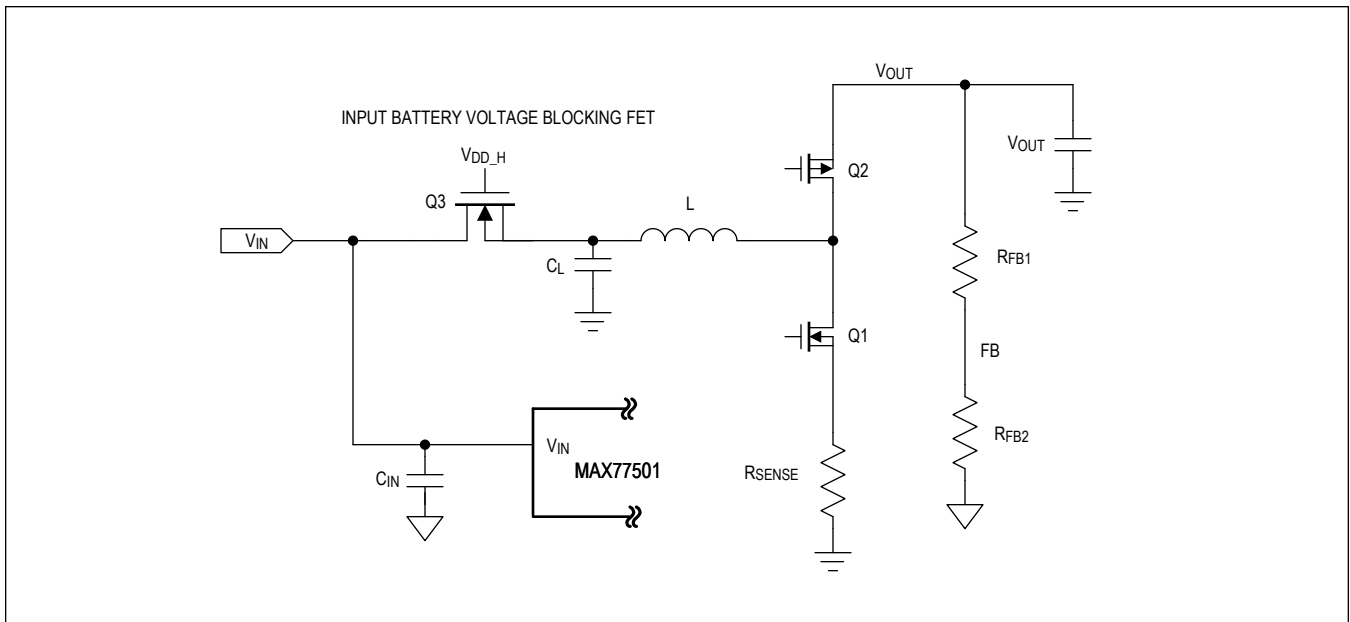 VOUT
INPUT BATTERY VOLTAGE BLOCKING FET
VOUT
VDD_H
Q2
Q3
L
VIN
RFB1
CL
Q1
FB
VIN
RFB2
MAX77501
CIN
RSENSE